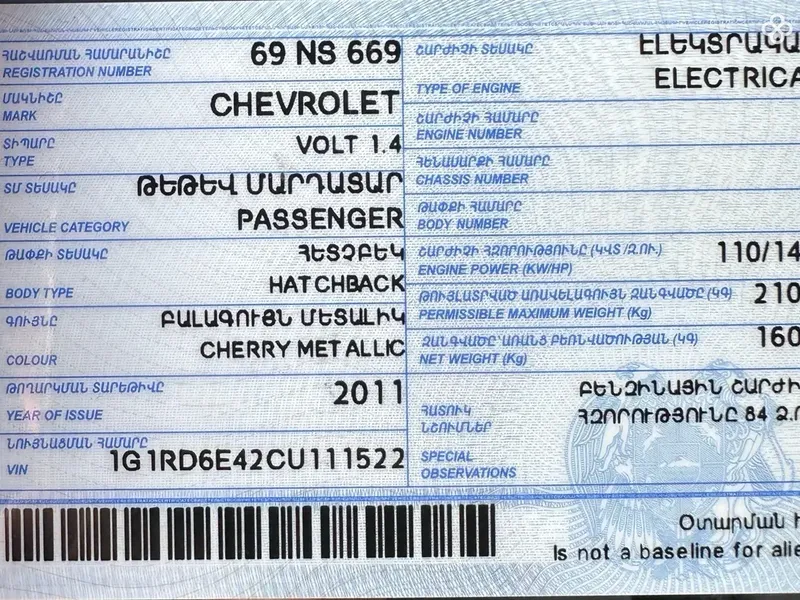 ՀԱՇՎԱՌՄԱՆ ՀԱՄԱՐԱՆԻՇԸ
REGISTRATION NUMBER
69 NS 669
ՄԱԿՆԻՇԸ
MARK
CHEVROLET
ՏԻՊԱՐԸ
TYPE
VOLT 1.4
ՏՄ ՏԵՍԱԿԸ
VEHICLE CATEGORY
ԹԵԹԵՎ ՄԱՐԴԱՏԱՐ
PASSENGER
ԹԱՓՔԻ ՏԵՍԱԿԸ
BODY TYPE
ՀԵՏՉԲԵԿ
HATCHBACK
ԳՈՒՅՆԸ
COLOUR
ԲԱԼԱԳՈՒՅՆ ՄԵՏԱԼԻԿ
CHERRY METALLIC
ԹՈՂԱՐԿՄԱՆ ՏԱՐԵԹԻՎԸ
YEAR OF ISSUE
2011
ՆՈՒՅՆԱՑՄԱՆ ՀԱՄԱՐԸ
VIN
1G1RD6E42CU111522
ՇԱՐԺԻՉԻ ՏԵՍԱԿԸ
TYPE OF ENGINE
ԷԼԵԿՏՐԱԿԱ
ELECTRICA
ՇԱՐԺԻՉԻ ՀԱՄԱՐԸ
ENGINE NUMBER
ՀԵՆԱՍԱՐՔԻ ՀԱՄԱՐԸ
CHASSIS NUMBER
ԹԱՓՔԻ ՀԱՄԱՐԸ
BODY NUMBER
ՇԱՐԺԻՉԻ ՀԶՈՐՈՒԹՅՈՒՆԸ (ԿՎՏ /Զ.ՈՒ.)
ENGINE POWER (KW/HP)
110/14
ԹՈՒՅԼԱՏՐՎԱԾ ԱՌԱՎԵԼԱԳՈՒՅՆ ԶԱՆԳՎԱԾԸ (ԿԳ)
PERMISSIBLE MAXIMUM WEIGHT (Kg)
210
ԶԱՆԳՎԱԾԸ՝ԱՌԱՆՑ ԲԵՌՆՎԱԾՈՒԹՅԱՆ (ԿԳ)
NET WEIGHT (Kg)
160
ՀԱՏՈՒԿ
ՆՇՈՒՄՆԵՐ
SPECIAL
OBSERVATIONS
ԲԵՆԶԻՆԱՅԻՆ ՇԱՐԺԻ
ՀԶՈՐՈՒԹՅՈՒՆԸ 84 Զ.Ո
Օտարման հ
Is not a baseline for alie